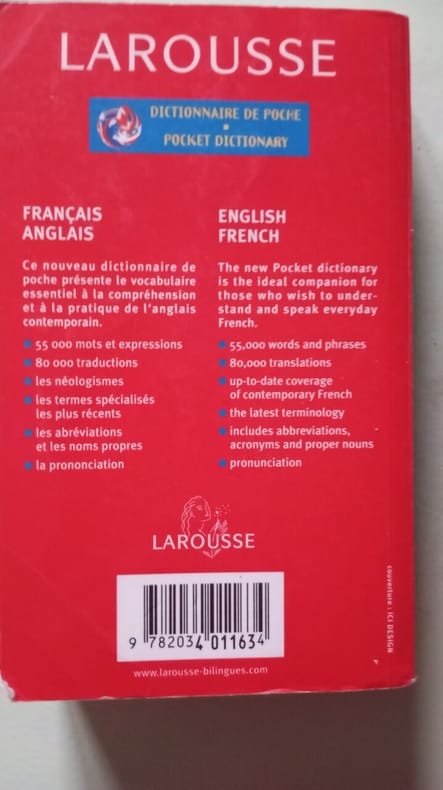 LAROUSSE
DICTIONNAIRE DE POCHE
POCKET DICTIONARY
FRANÇAIS
ANGLAIS
Ce nouveau dictionnaire de
poche présente le vocabulaire
essentiel à la compréhension
et à la pratique de l'anglais
contemporain.
55 000 mots et expressions
80 000 traductions
les néologismes
les termes spécialisés
les plus récents
les abréviations
et les noms propres
la prononciation
ENGLISH
FRENCH
The new Pocket dictionary
is the ideal companion for
those who wish to under-
stand and speak everyday
French.
55,000 words and phrases
80,000 translations
up-to-date coverage
of contemporary French
the latest terminology
includes abbreviations,
acronyms and proper nouns
pronunciation
LAROUSSE
9 782034 011634
www.larousse-bilingues.com
couverture : ICI DESIGN